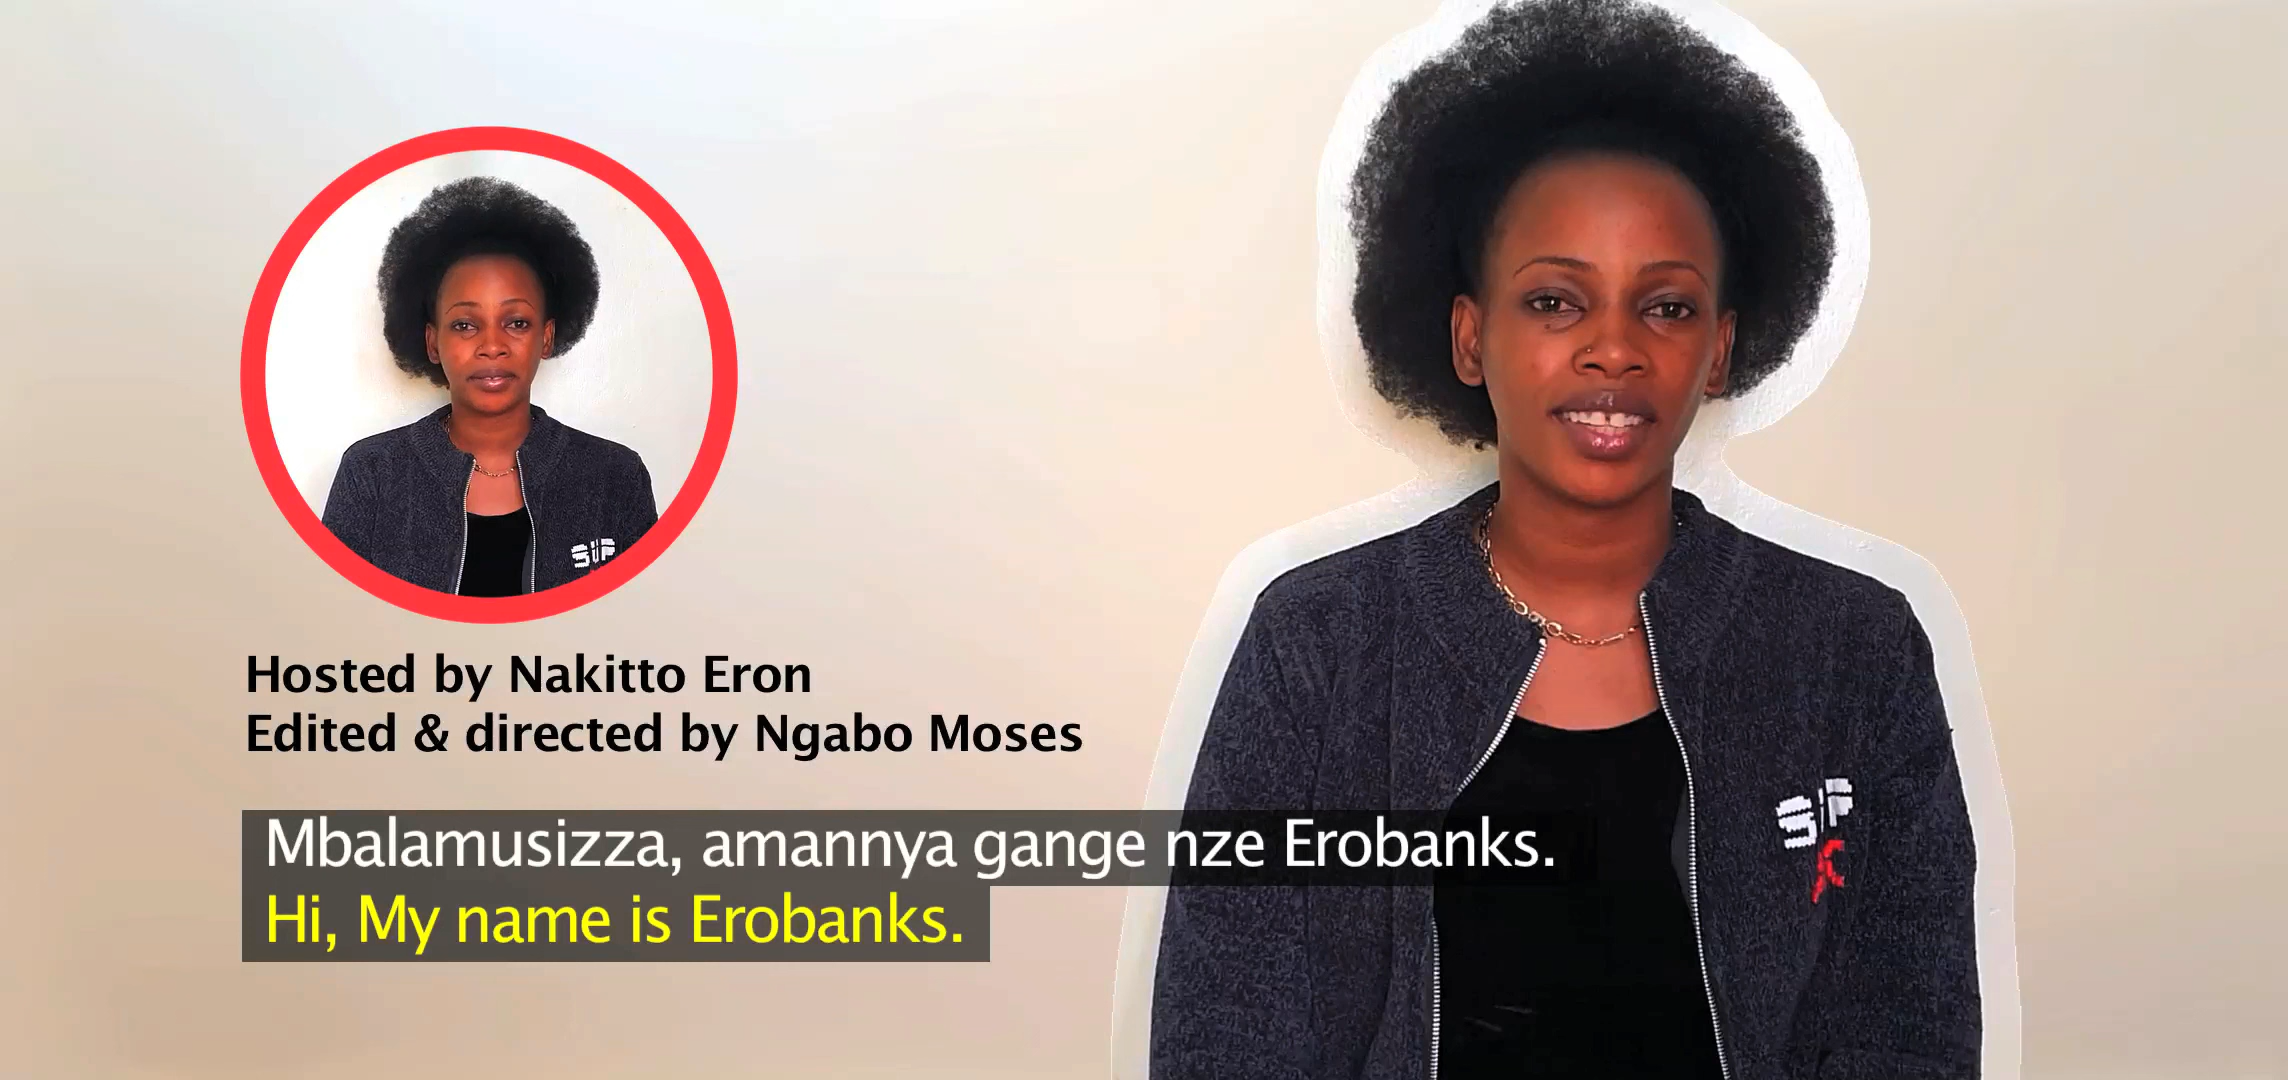 Hosted by Nakitto Eron
Edited & directed by Ngabo Moses
Mbalamusizza, amannya gange nze Erobanks.
Hi, My name is Erobanks.